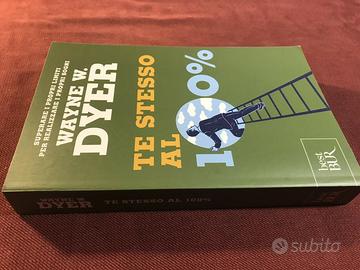 SUPERARE I PROPRI LIMITI
PER REALIZZARE I PROPRI SOGNI
WAYNE W.
DYER
TE STESSO
AL
100%
best
BUR
WAYNE W.
DYER
TE STESSO AL 100%
subito